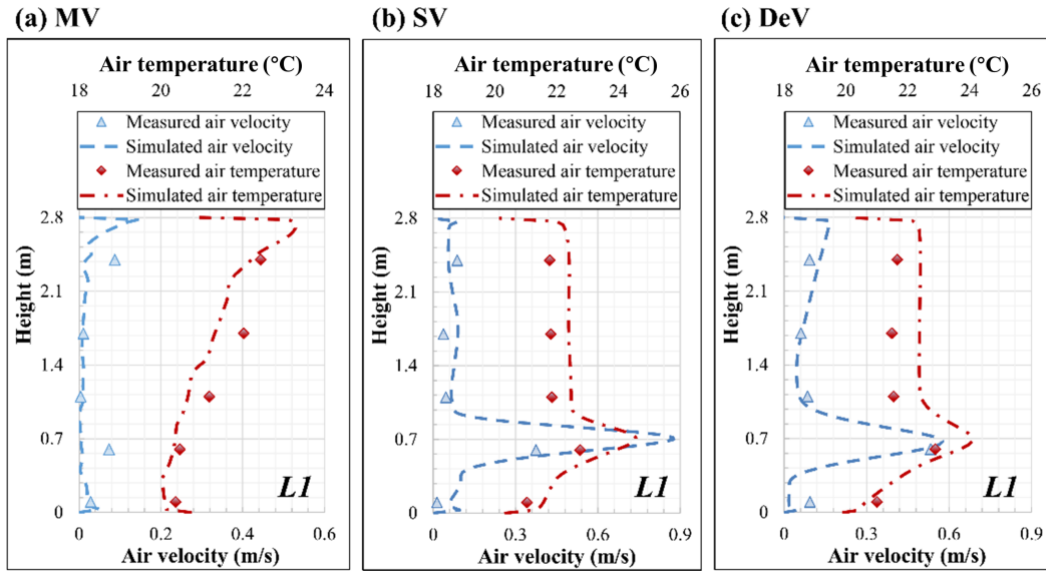 (a) MV
Air temperature (°C)
18 20 22 24
Measured air velocity
Simulated air velocity
Measured air temperature
Simulated air temperature
2.8
2.1
1.4
0.7
0
Height (m)
L1
0 0.2 0.4 0.6
Air velocity (m/s)
(b) SV
Air temperature (°C)
18 20 22 24 26
Measured air velocity
Simulated air velocity
Measured air temperature
Simulated air temperature
2.8
2.1
1.4
0.7
0
Height (m)
L1
0 0.3 0.6 0.9
Air velocity (m/s)
(c) DeV
Air temperature (°C)
18 20 22 24 26
Measured air velocity
Simulated air velocity
Measured air temperature
Simulated air temperature
2.8
2.1
1.4
0.7
0
Height (m)
L1
0 0.3 0.6 0.9
Air velocity (m/s)